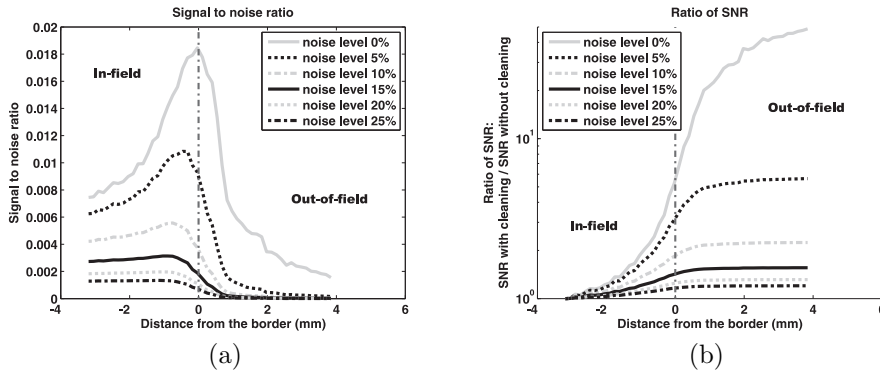 Signal to noise ratio
Signal to noise ratio
0.02
0.018
0.016
0.014
0.012
0.01
0.008
0.006
0.004
0.002
0
-4
-2
0
2
4
6
Distance from the border (mm)
In-field
Out-of-field
noise level 0%
noise level 5%
noise level 10%
noise level 15%
noise level 20%
noise level 25%
(a)
Ratio of SNR
Ratio of SNR:
SNR with cleaning / SNR without cleaning
10¹
10⁰
-4
-2
0
2
4
6
Distance from the border (mm)
In-field
Out-of-field
noise level 0%
noise level 5%
noise level 10%
noise level 15%
noise level 20%
noise level 25%
(b)